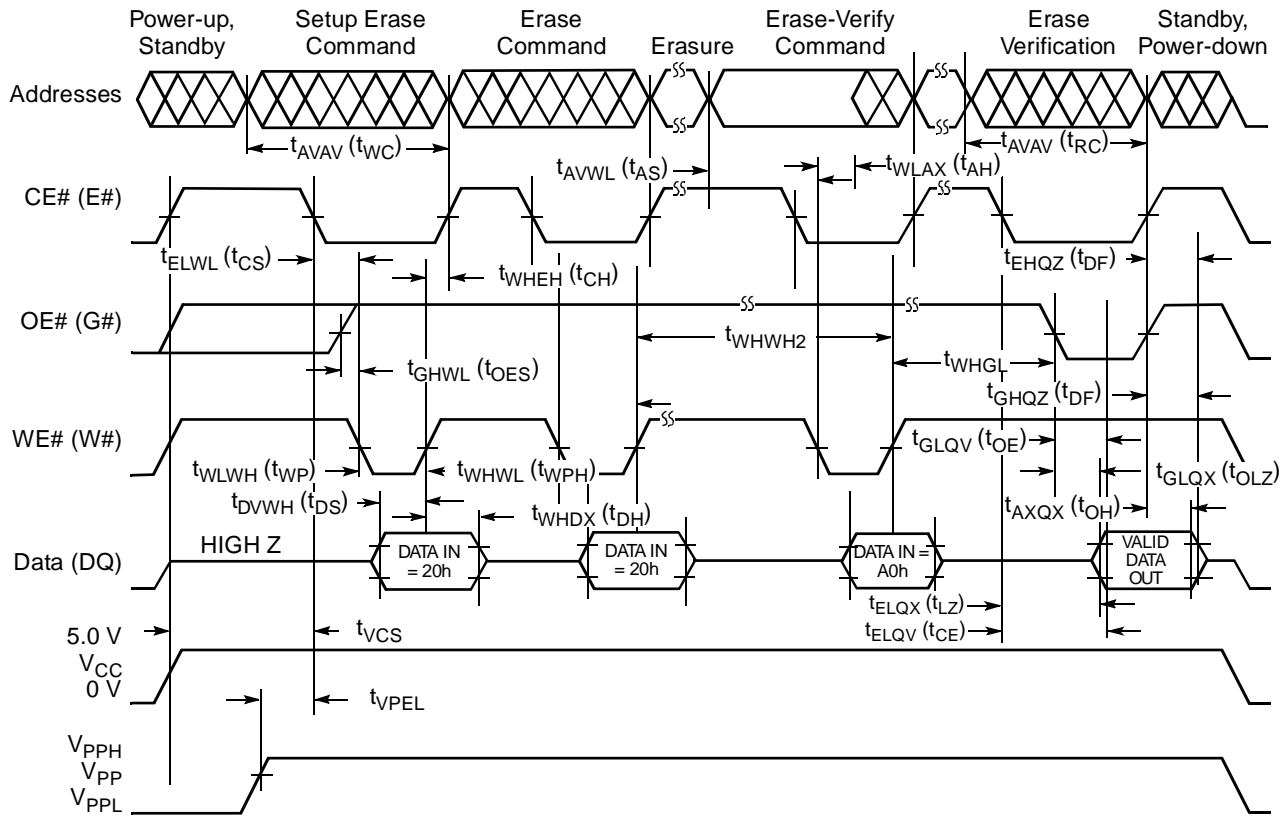 Power-up, Standby
Setup Erase Command
Erase Command
Erasure
Erase-Verify Command
Erase Verification
Standby, Power-down
Addresses
tAVAV (tWC)
tAVWL (tAS)
tWLAX (tAH)
tAVAV (tRC)
CE# (E#)
tELWL (tCS)
tWHEH (tCH)
tEHQZ (tDF)
OE# (G#)
tGHWL (tOES)
tWHWH2
tWHGL
tGHQZ (tDF)
WE# (W#)
tGLQV (tOE)
tWLWH (tWP)
tWHWL (tWPH)
tGLQX (tOLZ)
tDVWH (tDS)
tWHDX (tDH)
tAXQX (tOH)
Data (DQ)
HIGH Z
DATA IN = 20h
DATA IN = 20h
DATA IN = A0h
VALID DATA OUT
tELQX (tLZ)
tELQV (tCE)
5.0 V
VCC
0 V
tVCS
tVPEL
VPPH
VPP
VPPL